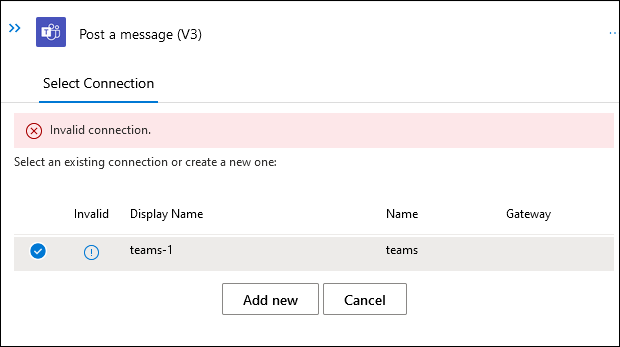 Post a message (V3)
Select Connection
Invalid connection.
Select an existing connection or create a new one:
Invalid Display Name Name Gateway
teams-1 teams
Add new Cancel